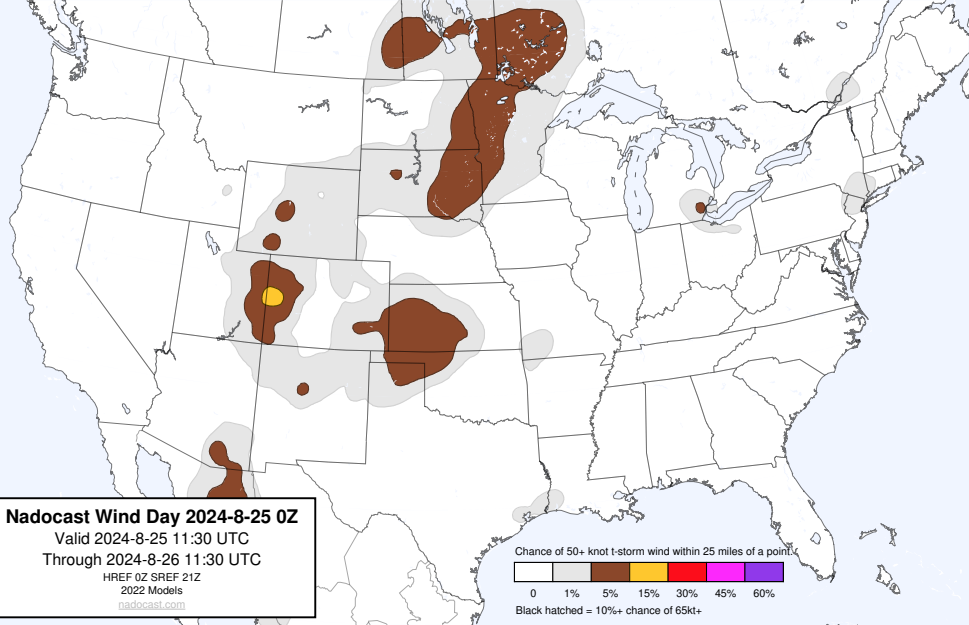 Nadocast Wind Day 2024-8-25 0Z
Valid 2024-8-25 11:30 UTC
Through 2024-8-26 11:30 UTC
HREF 0Z SREF 21Z
2022 Models
nadocast.com
Chance of 50+ knot t-storm wind within 25 miles of a point.
0 1% 5% 15% 30% 45% 60%
Black hatched = 10%+ chance of 65kt+